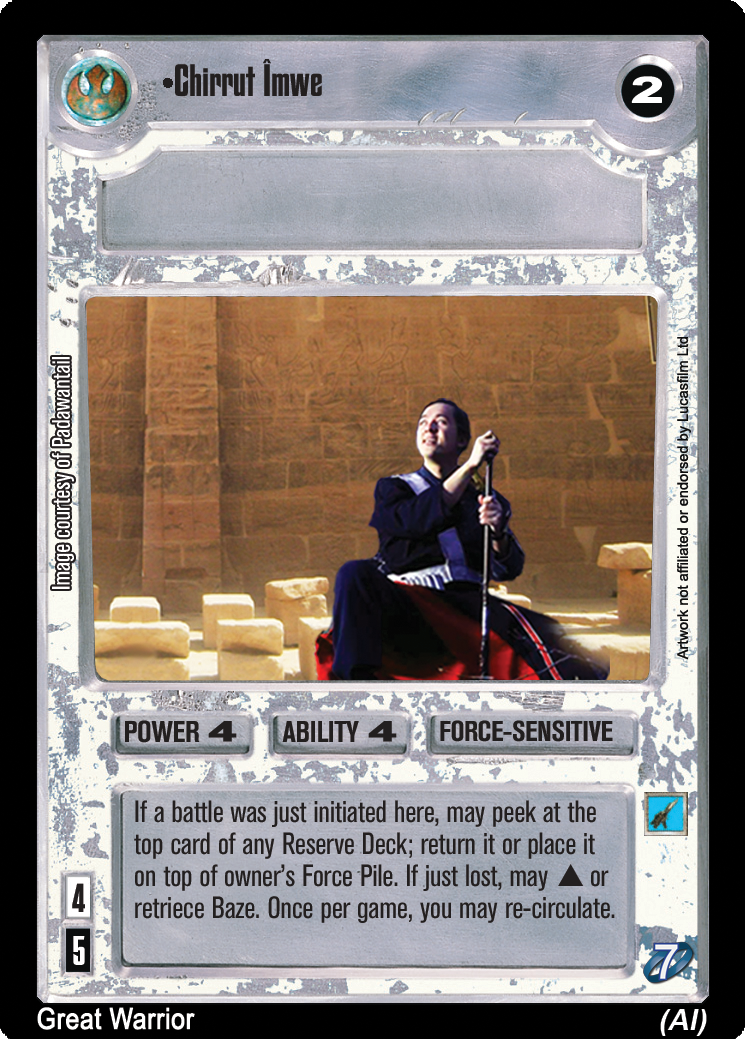 •Chirrut Îmwe
2
Image courtesy of Padawantail
Artwork not affiliated or endorsed by Lucasfilm Ltd
POWER 4
ABILITY 4
FORCE-SENSITIVE
If a battle was just initiated here, may peek at the
top card of any Reserve Deck; return it or place it
on top of owner's Force Pile. If just lost, may ▲ or
retriece Baze. Once per game, you may re-circulate.
4
5
7
Great Warrior
(AI)